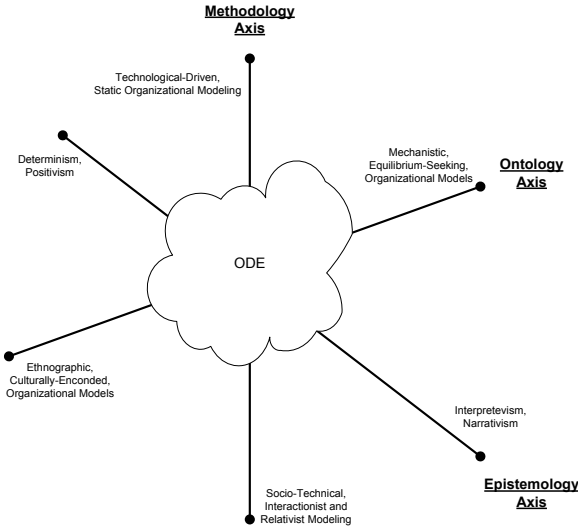 Methodology
Axis
Technological-Driven,
Static Organizational Modeling
Determinism,
Positivism
Mechanistic,
Equilibrium-Seeking,
Organizational Models
Ontology
Axis
ODE
Ethnographic,
Culturally-Enconded,
Organizational Models
Interpretevism,
Narrativism
Epistemology
Axis
Socio-Technical,
Interactionist and
Relativist Modeling